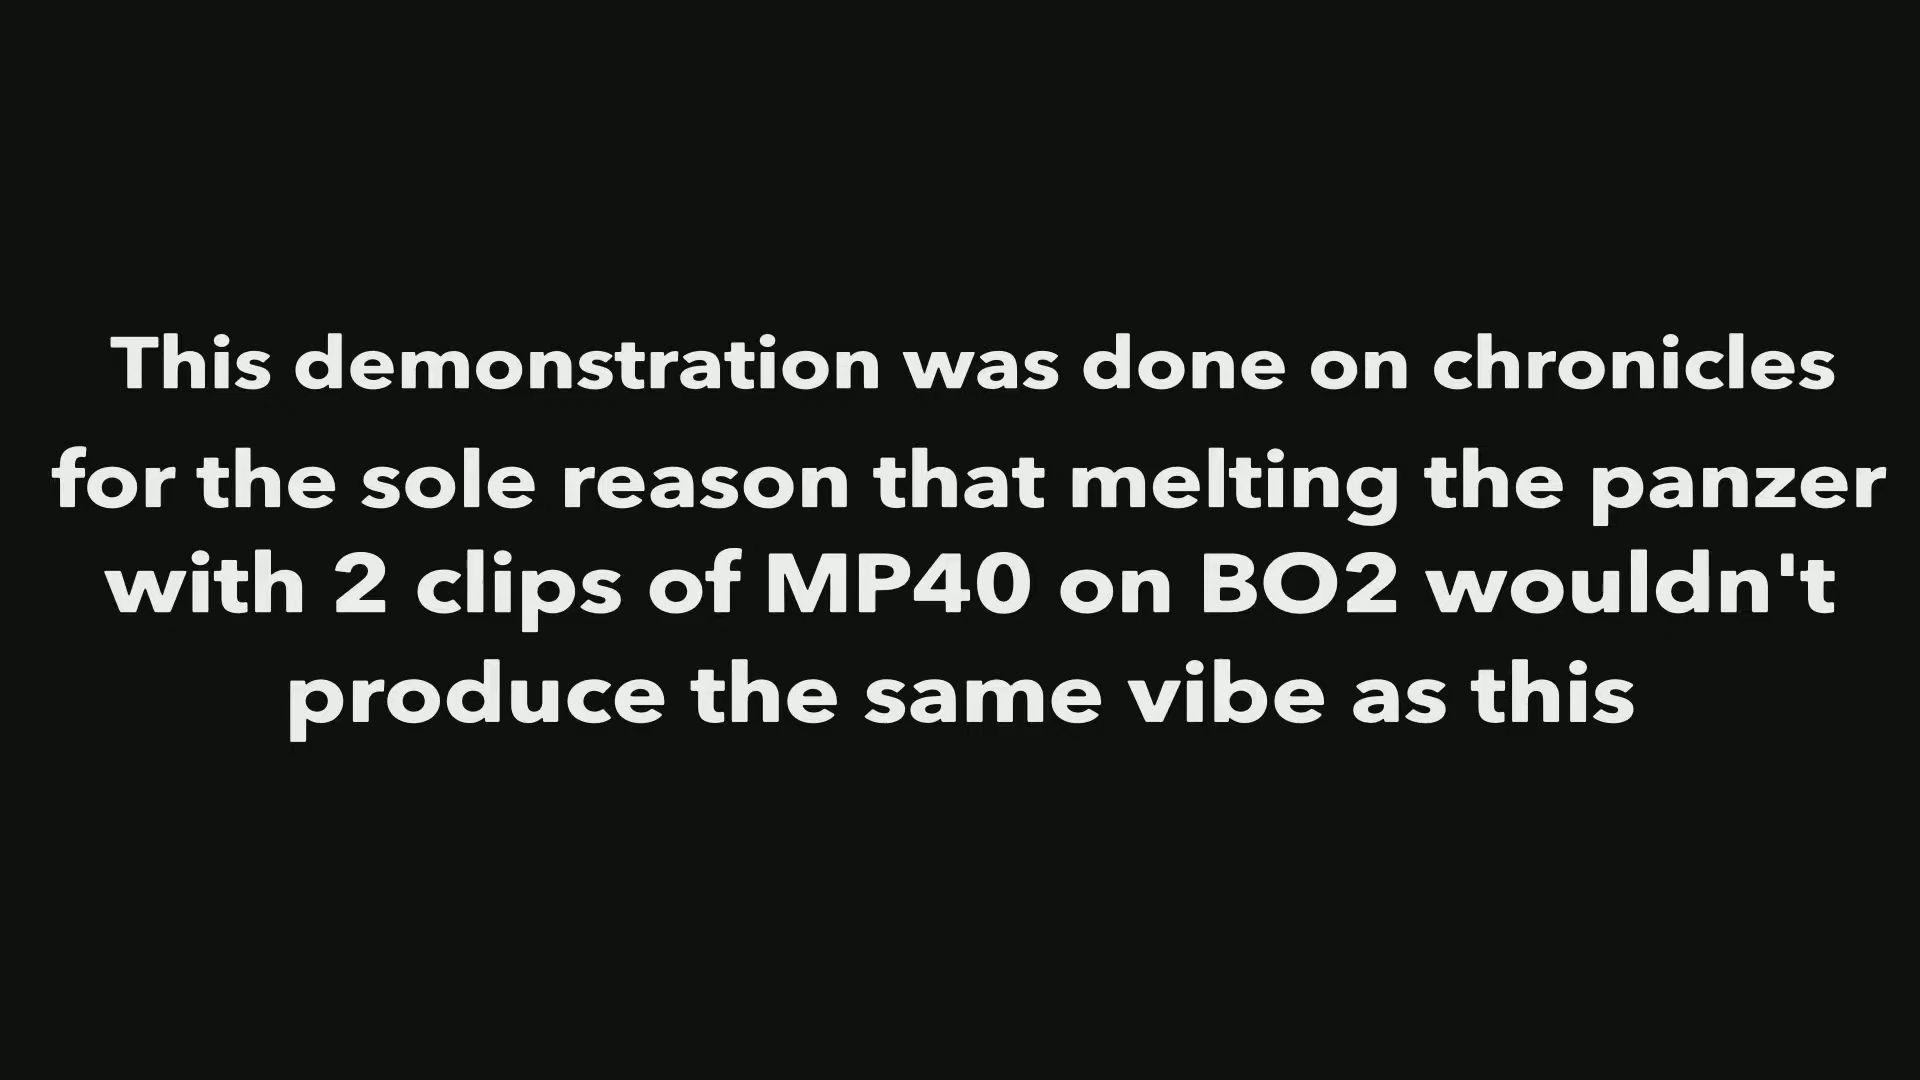 This demonstration was done on chronicles
for the sole reason that melting the panzer
with 2 clips of MP40 on BO2 wouldn't
produce the same vibe as this